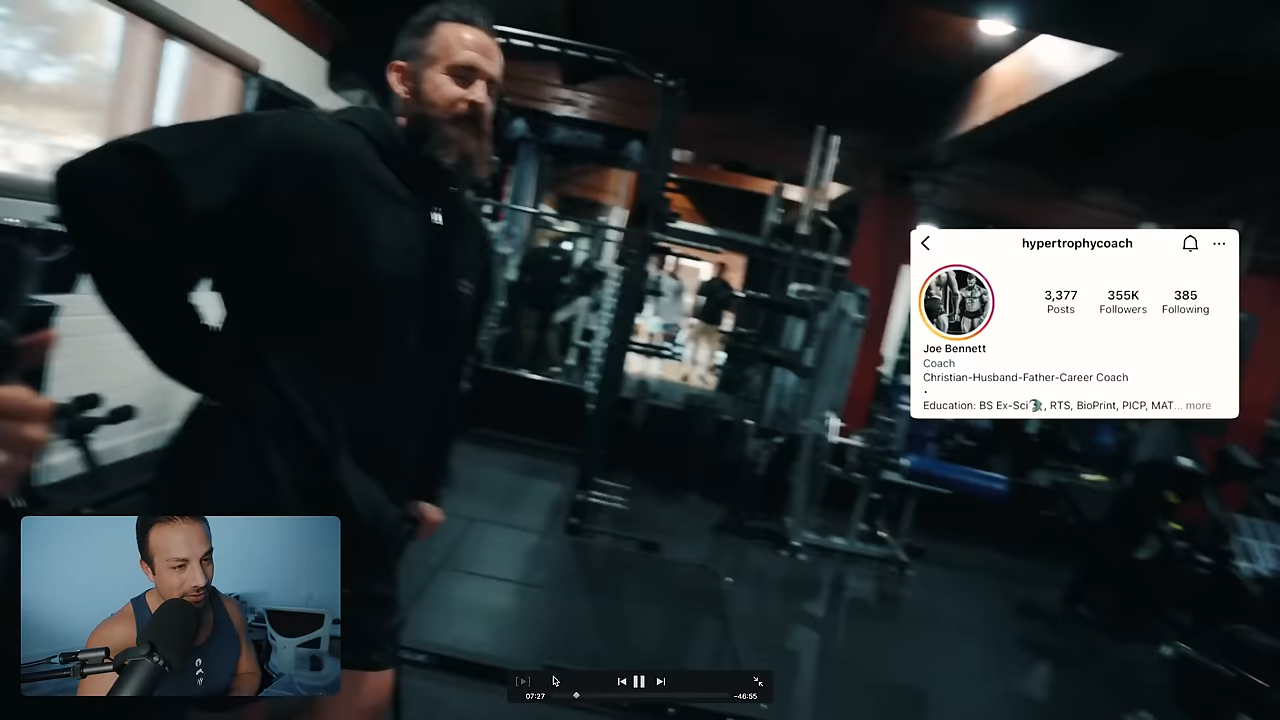 hypertrophycoach
3,377 355K 385
Posts Followers Following
Joe Bennett
Coach
Christian-Husband-Father-Career Coach
.
Education: BS Ex-Sci, RTS, BioPrint, PICP, MAT... more
07:27 -46:55